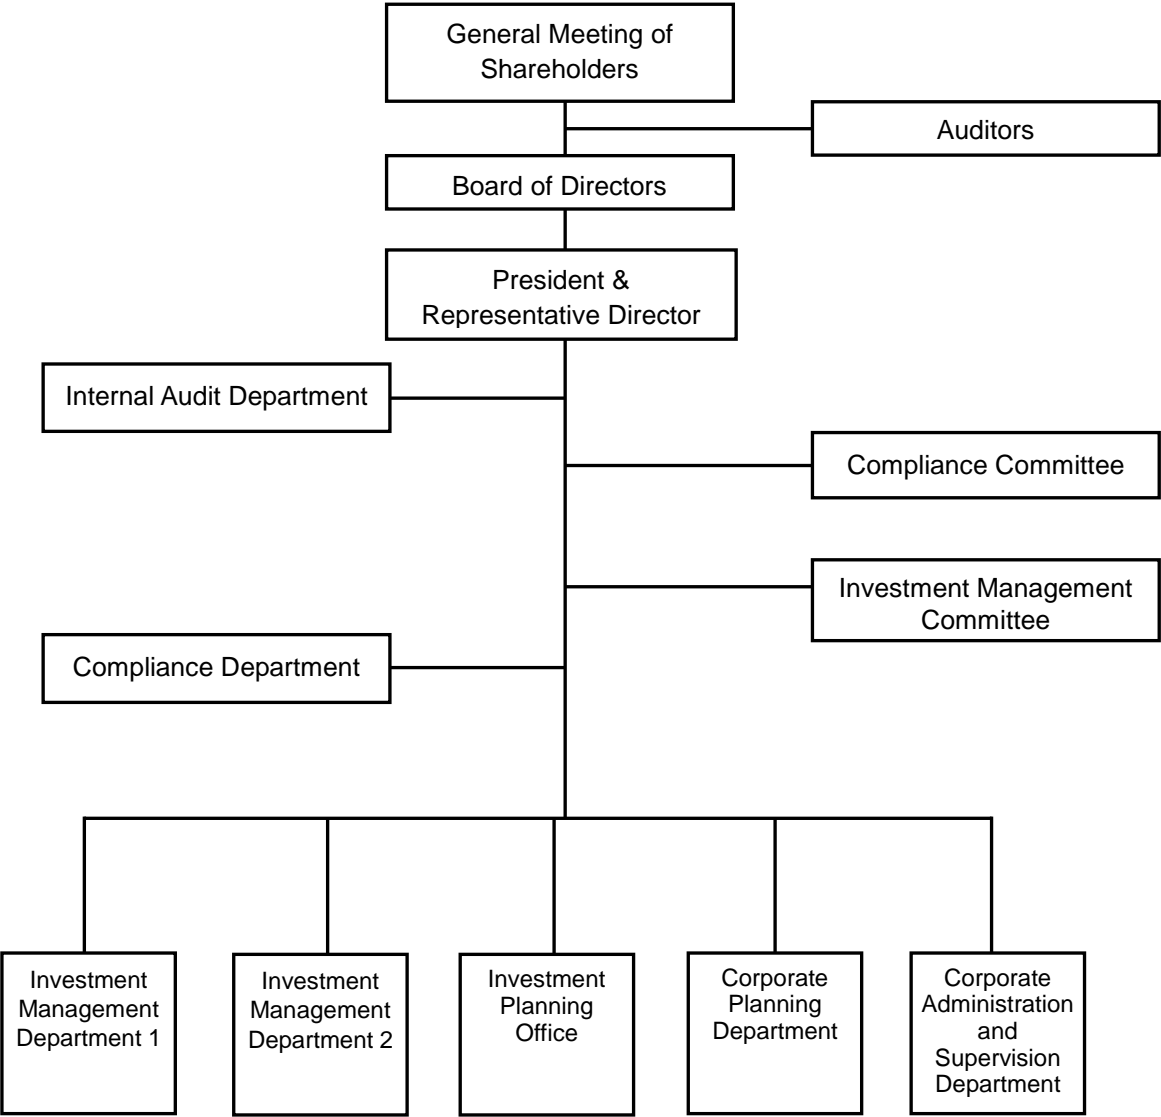 General Meeting of
Shareholders
Auditors
Board of Directors
President &
Representative Director
Internal Audit Department
Compliance Committee
Investment Management
Committee
Compliance Department
Investment
Management
Department 1
Investment
Management
Department 2
Investment
Planning
Office
Corporate
Planning
Department
Corporate
Administration
and
Supervision
Department